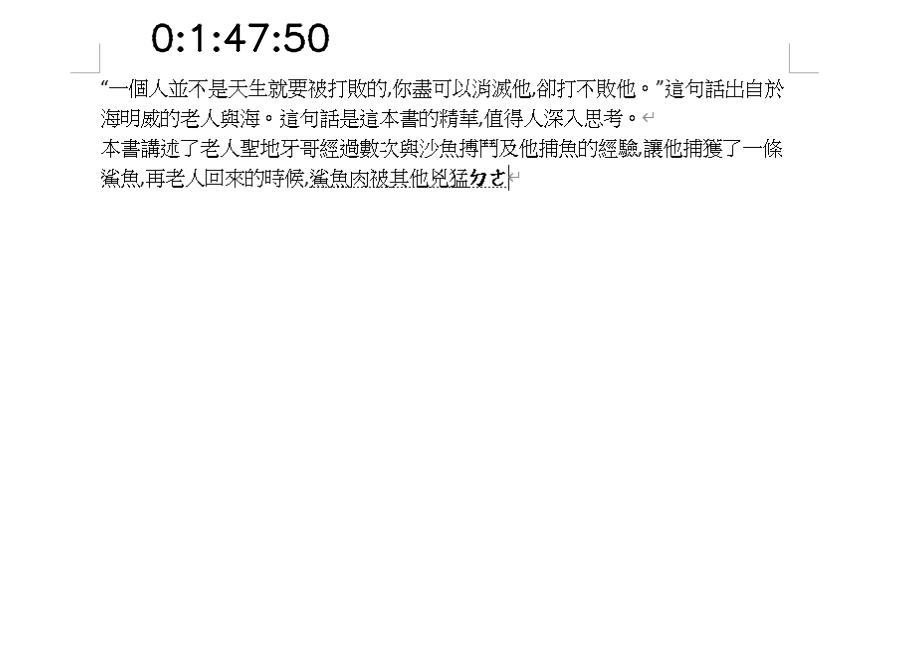 0:1:47:50
“一個人並不是天生就要被打敗的,你盡可以消滅他,卻打不敗他。”這句話出自於
海明威的老人與海。這句話是這本書的精華,值得人深入思考。
本書講述了老人聖地牙哥經過數次與沙魚搏鬥及他捕魚的經驗,讓他捕獲了一條
鯊魚,再老人回來的時候,鯊魚肉被其他兇猛ㄉㄜ